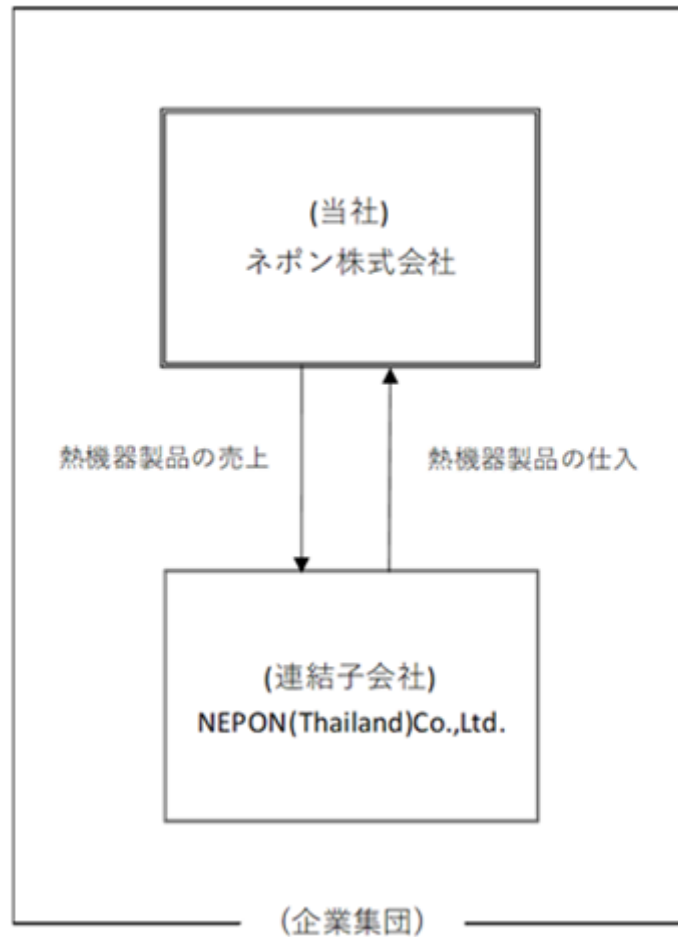 (当社)
ネポン株式会社
熱機器製品の売上
熱機器製品の仕入
(連結子会社)
NEPON(Thailand)Co.,Ltd.
(企業集団)